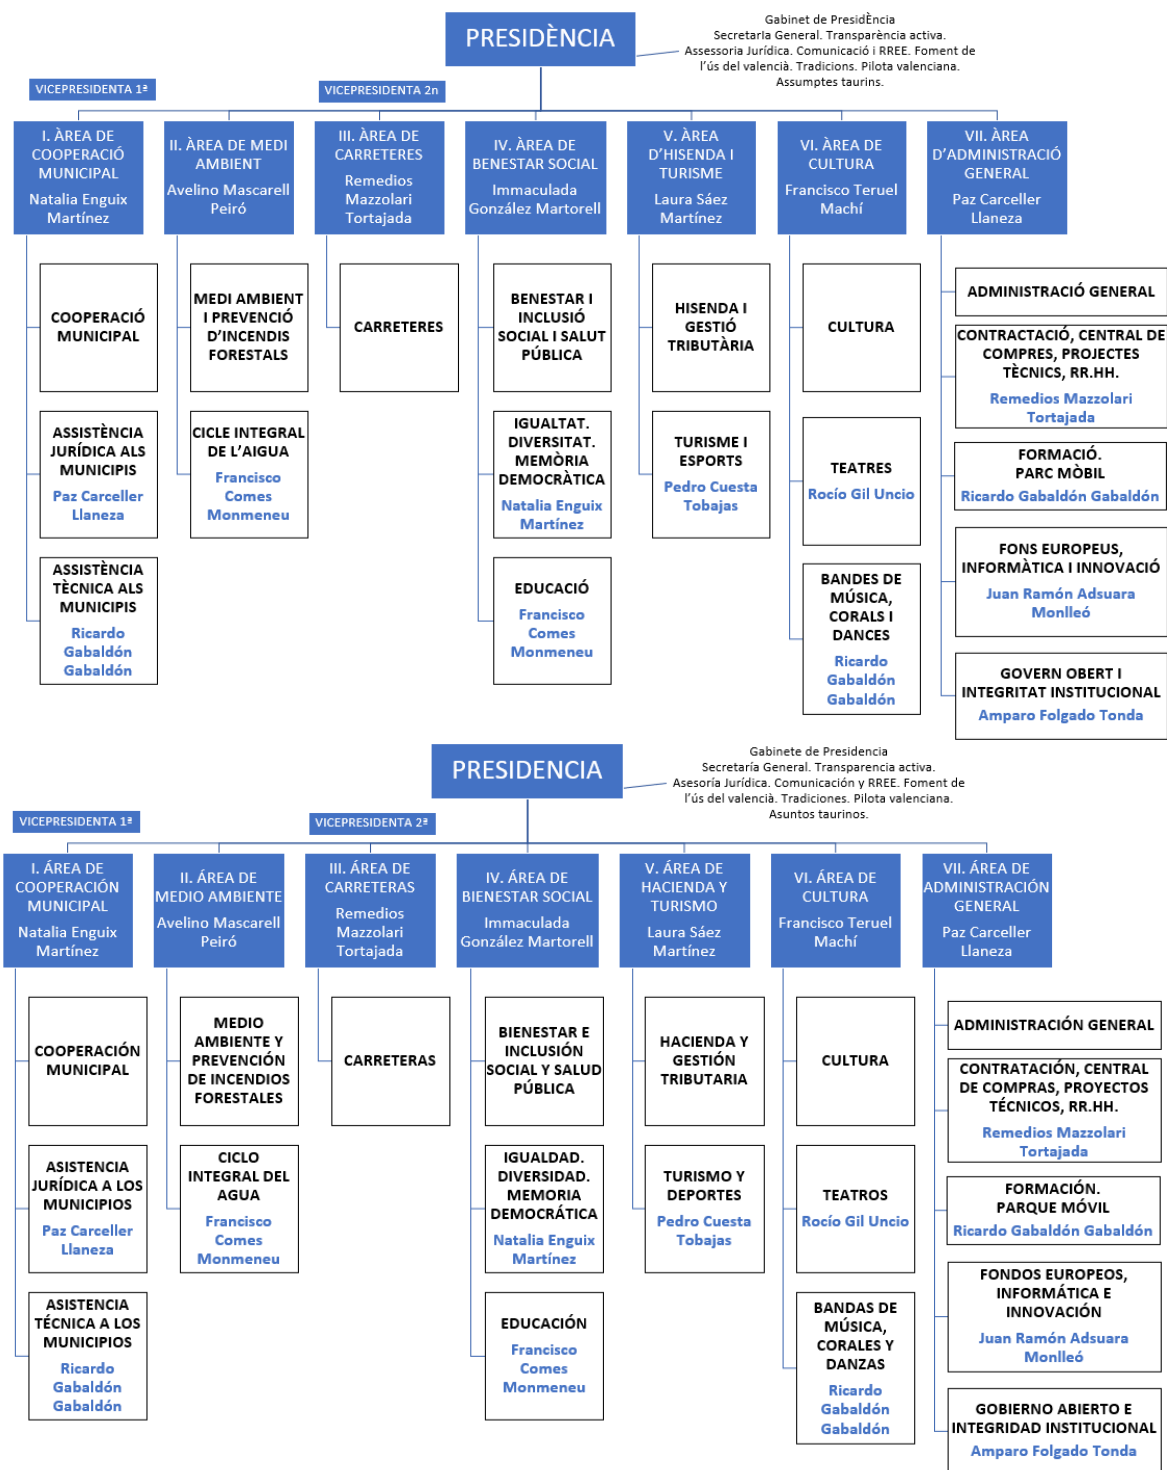 PRESIDÈNCIA
Gabinet de PresidÈncia
Secretarla General. Transparència activa.
Assessoria Jurídica. Comunicació i RREE. Foment de
l'ús del valencià. Tradicions. Pilota valenciana.
Assumptes taurins.
VICEPRESIDENTA 1ª
VICEPRESIDENTA 2n
I. ÀREA DE
COOPERACIÓ
MUNICIPAL
Natalia Enguix
Martínez
COOPERACIÓ
MUNICIPAL
ASSISTÈNCIA
JURÍDICA ALS
MUNICIPIS
Paz Carceller
Llaneza
ASSISTÈNCIA
TÈCNICA ALS
MUNICIPIS
Ricardo
Gabaldón
Gabaldón
II. ÀREA DE MEDI
AMBIENT
Avelino Mascarell
Peiró
MEDI AMBIENT
I PREVENCIÓ
D'INCENDIS
FORESTALS
CICLE INTEGRAL
DE L'AIGUA
Francisco
Comes
Monmeneu
III. ÀREA DE
CARRETERES
Remedios
Mazzolari
Tortajada
CARRETERES
IV. ÀREA DE
BENESTAR SOCIAL
Immaculada
González Martorell
BENESTAR I
INCLUSIÓ
SOCIAL I SALUT
PÚBLICA
IGUALTAT.
DIVERSITAT.
MEMÒRIA
DEMOCRÀTICA
Natalia Enguix
Martínez
EDUCACIÓ
Francisco
Comes
Monmeneu
V. ÀREA
D'HISENDA I
TURISME
Laura Sáez
Martínez
HISENDA I
GESTIÓ
TRIBUTÀRIA
TURISME I
ESPORTS
Pedro Cuesta
Tobajas
VI. ÀREA DE
CULTURA
Francisco Teruel
Machí
CULTURA
TEATRES
Rocío Gil Uncio
BANDES DE
MÚSICA,
CORALS I
DANCES
Ricardo
Gabaldón
Gabaldón
VII. ÀREA
D'ADMINISTRACIÓ
GENERAL
Paz Carceller
Llaneza
ADMINISTRACIÓ GENERAL
CONTRACTACIÓ, CENTRAL DE
COMPRES, PROJECTES
TÈCNICS, RR.HH.
Remedios Mazzolari
Tortajada
FORMACIÓ.
PARC MÒBIL
Ricardo Gabaldón Gabaldón
FONS EUROPEUS,
INFORMÀTICA I INNOVACIÓ
Juan Ramón Adsuara
Monlleó
GOVERN OBERT I
INTEGRITAT INSTITUCIONAL
Amparo Folgado Tonda
PRESIDENCIA
Gabinete de Presidencia
Secretaría General. Transparencia activa.
Asesoría Jurídica. Comunicación y RREE. Foment de
l'ús del valencià. Tradiciones. Pilota valenciana.
Asuntos taurinos.
VICEPRESIDENTA 1ª
VICEPRESIDENTA 2ª
I. ÁREA DE
COOPERACIÓN
MUNICIPAL
Natalia Enguix
Martínez
COOPERACIÓN
MUNICIPAL
ASISTENCIA
JURÍDICA A LOS
MUNICIPIOS
Paz Carceller
Llaneza
ASISTENCIA
TÉCNICA A LOS
MUNICIPIOS
Ricardo
Gabaldón
Gabaldón
II. ÁREA DE
MEDIO AMBIENTE
Avelino Mascarell
Peiró
MEDIO
AMBIENTE Y
PREVENCIÓN
DE INCENDIOS
FORESTALES
CICLO
INTEGRAL DEL
AGUA
Francisco
Comes
Monmeneu
III. ÁREA DE
CARRETERAS
Remedios
Mazzolari
Tortajada
CARRETERAS
IV. ÁREA DE
BIENESTAR SOCIAL
Immaculada
González Martorell
BIENESTAR E
INCLUSIÓN
SOCIAL Y SALUD
PÚBLICA
IGUALDAD.
DIVERSIDAD.
MEMORIA
DEMOCRÁTICA
Natalia Enguix
Martínez
EDUCACIÓN
Francisco
Comes
Monmeneu
V. ÁREA DE
HACIENDA Y
TURISMO
Laura Sáez
Martínez
HACIENDA Y
GESTIÓN
TRIBUTARIA
TURISMO Y
DEPORTES
Pedro Cuesta
Tobajas
VI. ÁREA DE
CULTURA
Francisco Teruel
Machí
CULTURA
TEATROS
Rocío Gil Uncio
BANDAS DE
MÚSICA,
CORALES Y
DANZAS
Ricardo
Gabaldón
Gabaldón
VII. ÁREA DE
ADMINISTRACIÓN
GENERAL
Paz Carceller
Llaneza
ADMINISTRACIÓN GENERAL
CONTRATACIÓN, CENTRAL
DE COMPRAS, PROYECTOS
TÉCNICOS, RR.HH.
Remedios Mazzolari
Tortajada
FORMACIÓN.
PARQUE MÓVIL
Ricardo Gabaldón Gabaldón
FONDOS EUROPEOS,
INFORMÁTICA E
INNOVACIÓN
Juan Ramón Adsuara
Monlleó
GOBIERNO ABIERTO E
INTEGRIDAD INSTITUCIONAL
Amparo Folgado Tonda